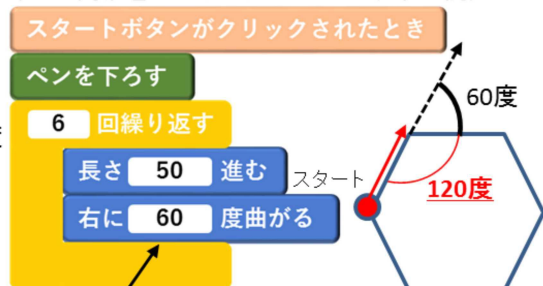 スタートボタンがクリックされたとき
ペンを下ろす
6 回繰り返す
長さ 50 進む
右に 60 度曲がる
スタート
60度
120度